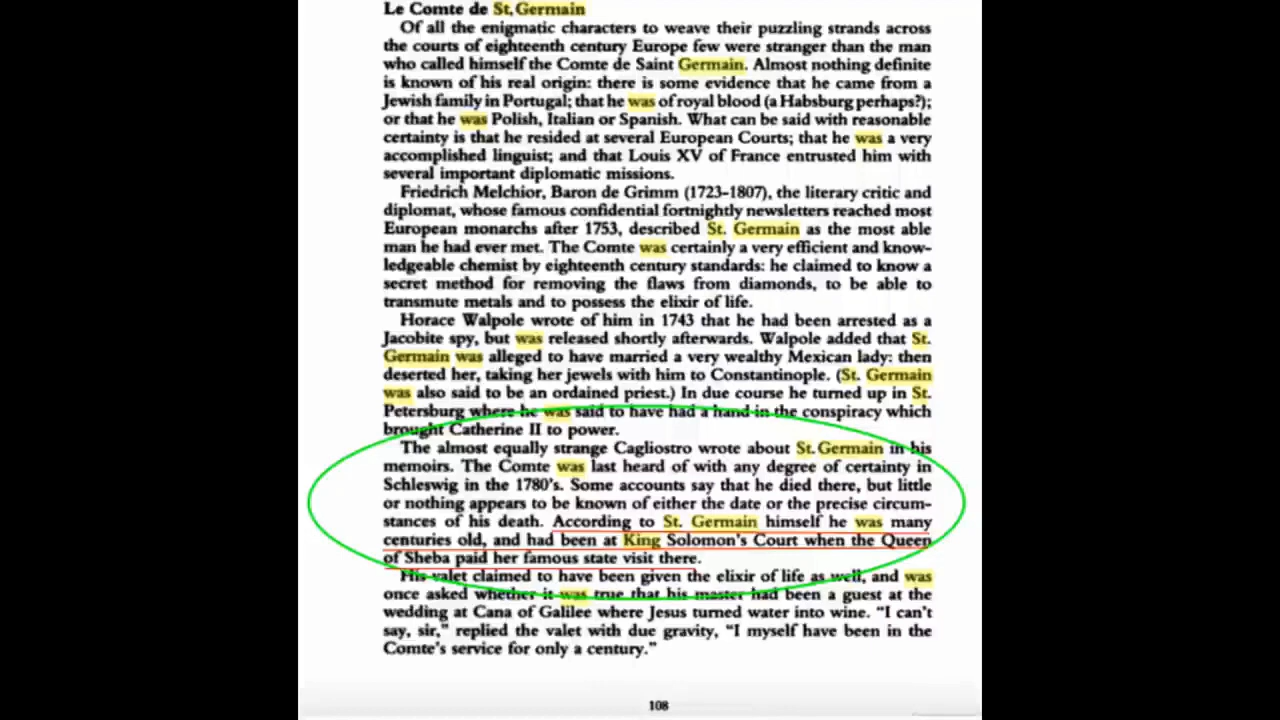 Le Comte de St. Germain
Of all the enigmatic characters to weave their puzzling strands across
the courts of eighteenth century Europe few were stranger than the man
who called himself the Comte de Saint Germain. Almost nothing definite
is known of his real origin: there is some evidence that he came from a
Jewish family in Portugal; that he was of royal blood (a Habsburg perhaps?);
or that he was Polish, Italian or Spanish. What can be said with reasonable
certainty is that he resided at several European Courts; that he was a very
accomplished linguist; and that Louis XV of France entrusted him with
several important diplomatic missions.
Friedrich Melchior, Baron de Grimm (1723-1807), the literary critic and
diplomat, whose famous confidential fortnightly newsletters reached most
European monarchs after 1753, described St. Germain as the most able
man he had ever met. The Comte was certainly a very efficient and know-
ledgeable chemist by eighteenth century standards: he claimed to know a
secret method for removing the flaws from diamonds, to be able to
transmute metals and to possess the elixir of life.
Horace Walpole wrote of him in 1743 that he had been arrested as a
Jacobite spy, but was released shortly afterwards. Walpole added that St.
Germain was alleged to have married a very wealthy Mexican lady: then
deserted her, taking her jewels with him to Constantinople. (St. Germain
was also said to be an ordained priest.) In due course he turned up in St.
Petersburg where he was said to have had a hand in the conspiracy which
brought Catherine II to power.
The almost equally strange Cagliostro wrote about St. Germain in his
memoirs. The Comte was last heard of with any degree of certainty in
Schleswig in the 1780's. Some accounts say that he died there, but little
or nothing appears to be known of either the date or the precise circum-
stances of his death. According to St. Germain himself he was many
centuries old, and had been at King Solomon's Court when the Queen
of Sheba paid her famous state visit there.
His valet claimed to have been given the elixir of life as well, and was
once asked whether it was true that his master had been a guest at the
wedding at Cana of Galilee where Jesus turned water into wine. "I can't
say, sir," replied the valet with due gravity, "I myself have been in the
Comte's service for only a century."
108